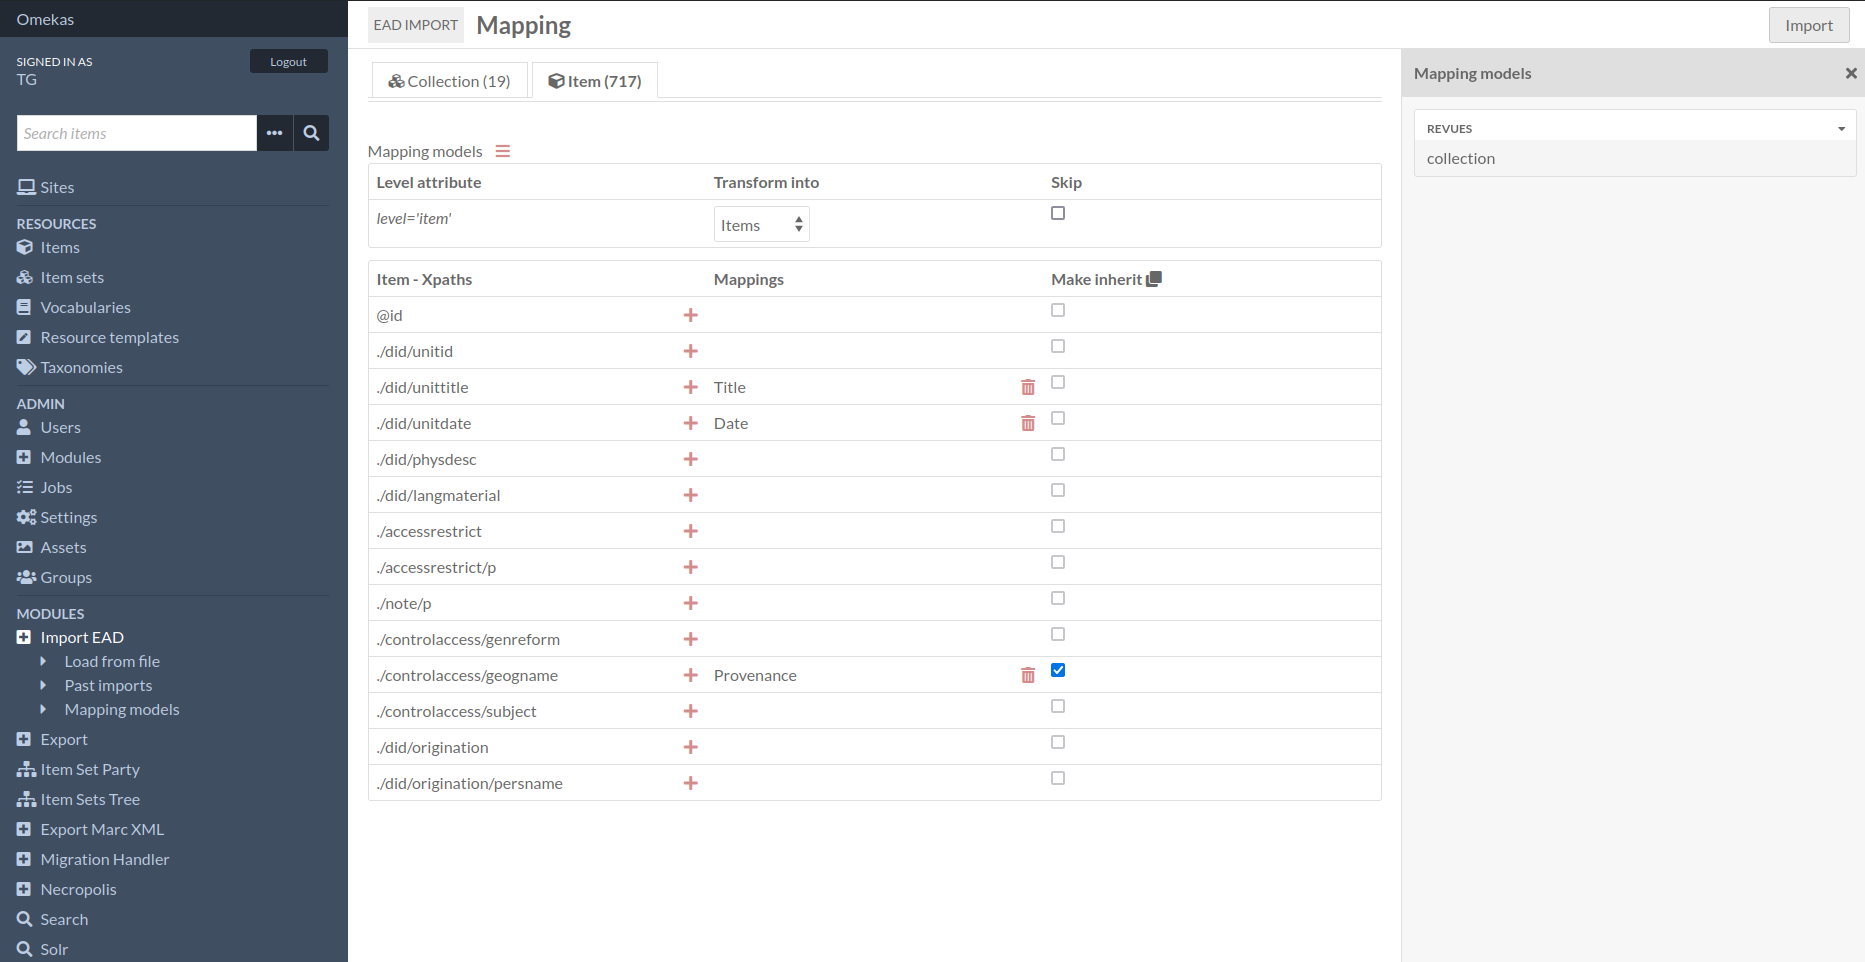 Omekas
SIGNED IN AS
TG
Logout
Search items
Sites
RESOURCES
Items
Item sets
Vocabularies
Resource templates
Taxonomies
ADMIN
Users
Modules
Jobs
Settings
Assets
Groups
MODULES
Import EAD
Load from file
Past imports
Mapping models
Export
Item Set Party
Item Sets Tree
Export Marc XML
Migration Handler
Necropolis
Search
Solr
EAD IMPORT Mapping
Import
Collection (19) Item (717)
Mapping models
Level attribute Transform into Skip
level='item' Items
Item - Xpaths Mappings Make inherit
@id
./did/unitid
./did/unittitle Title
./did/unitdate Date
./did/physdesc
./did/langmaterial
./accessrestrict
./accessrestrict/p
./note/p
./controlaccess/genreform
./controlaccess/geogname Provenance
./controlaccess/subject
./did/origination
./did/origination/persname
Mapping models
REVUES
collection